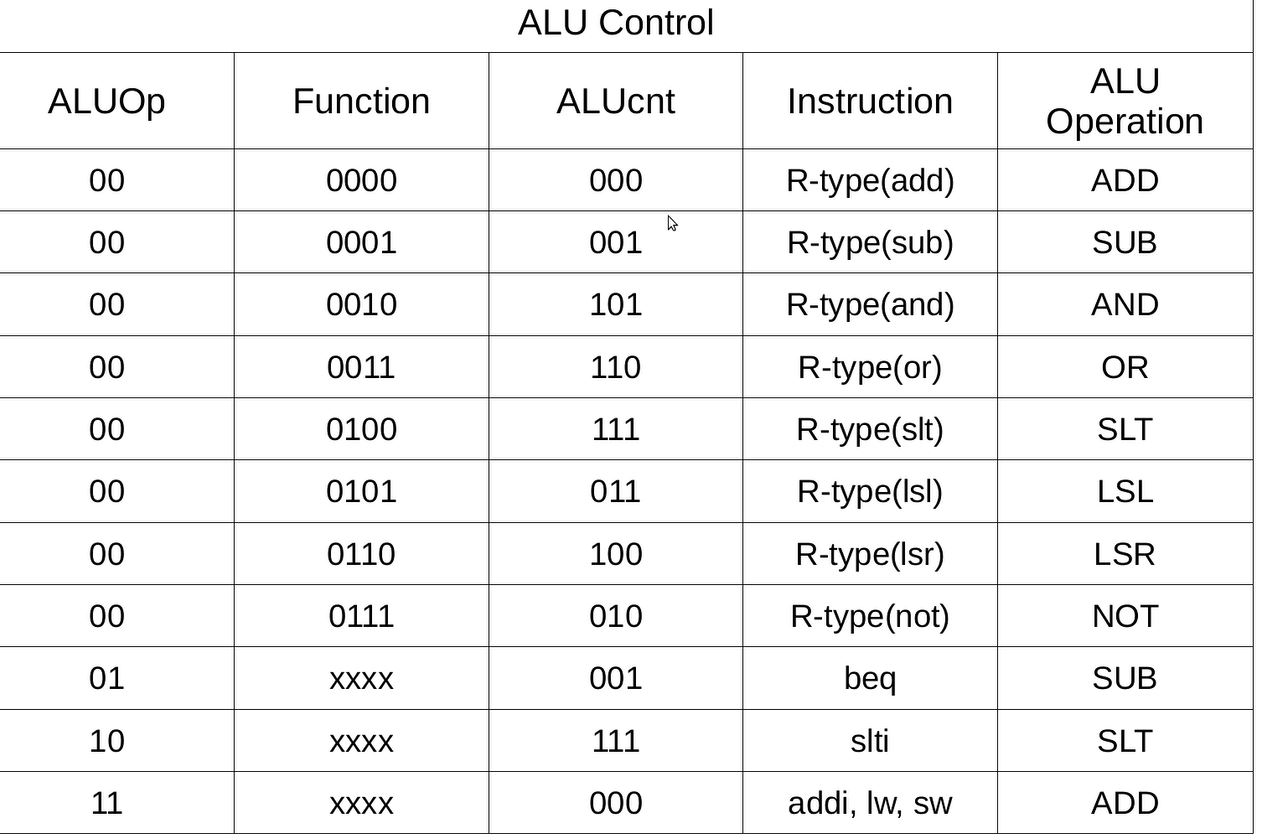 ALU Control
ALUOp Function ALUcnt Instruction ALU Operation
00 0000 000 R-type(add) ADD
00 0001 001 R-type(sub) SUB
00 0010 101 R-type(and) AND
00 0011 110 R-type(or) OR
00 0100 111 R-type(slt) SLT
00 0101 011 R-type(lsl) LSL
00 0110 100 R-type(lsr) LSR
00 0111 010 R-type(not) NOT
01 xxxx 001 beq SUB
10 xxxx 111 slti SLT
11 xxxx 000 addi, lw, sw ADD